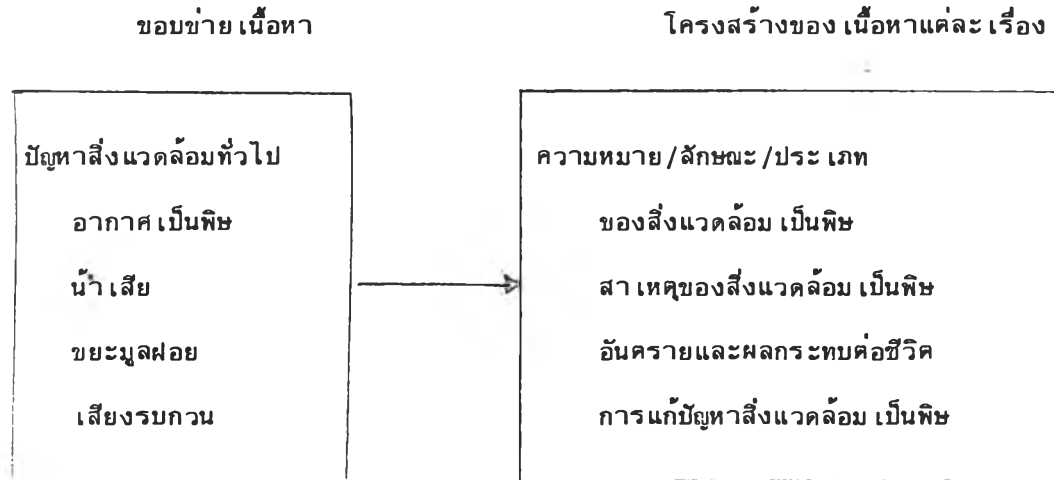 ขอบข่ายเนื้อหา
โครงสร้างของเนื้อหาแต่ละเรื่อง
ปัญหาสิ่งแวดล้อมทั่วไป
อากาศเป็นพิษ
น้ำเสีย
ขยะมูลฝอย
เสียงรบกวน
ความหมาย/ลักษณะ/ประเภท
ของสิ่งแวดล้อมเป็นพิษ
สาเหตุของสิ่งแวดล้อมเป็นพิษ
อันตรายและผลกระทบต่อชีวิต
การแก้ปัญหาสิ่งแวดล้อมเป็นพิษ